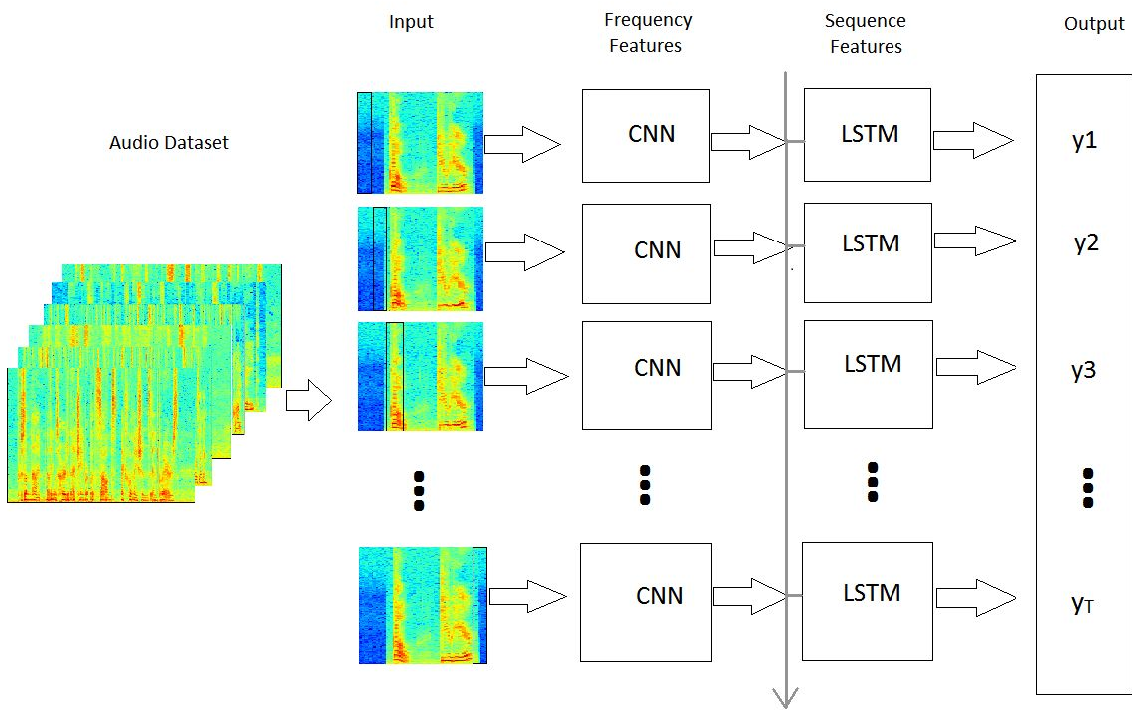 Input
Frequency
Features
Sequence
Features
Output
Audio Dataset
CNN
LSTM
y1
CNN
LSTM
y2
CNN
LSTM
y3
CNN
LSTM
yT